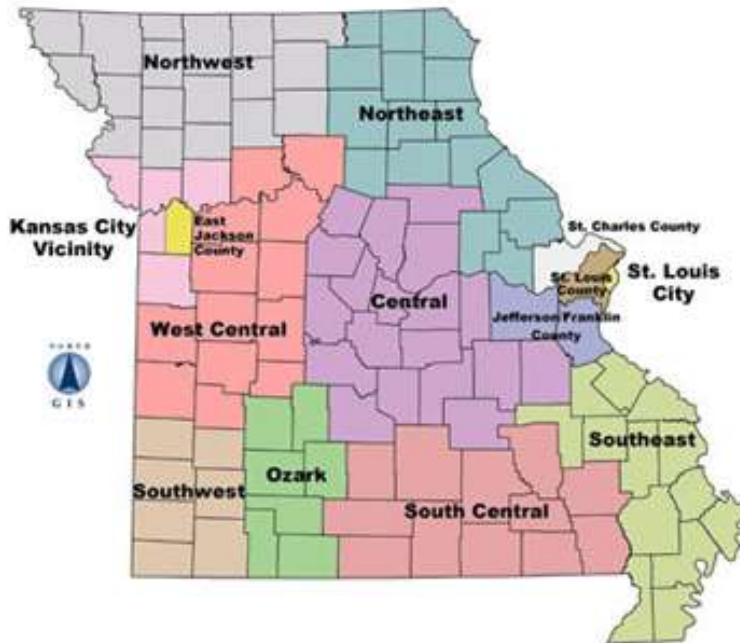 Northwest
Northeast
Kansas City
Vicinity
East
Jackson
County
St. Charles County
St. Louis
County
St. Louis
City
Central
West Central
Jefferson Franklin
County
NORTH
GIS
Southeast
Ozark
Southwest
South Central